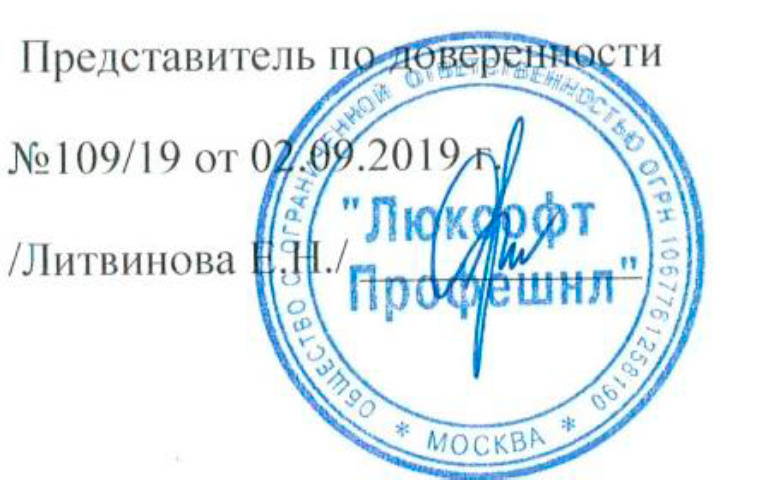 Представитель по доверенности
№109/19 от 02.09.2019 г.
/Литвинова Е.Н./
ОБЩЕСТВО С ОГРАНИЧЕННОЙ ОТВЕТСТВЕННОСТЬЮ ОГРН 1067761258190
"Люксофт
Профешнл"
* МОСКВА *